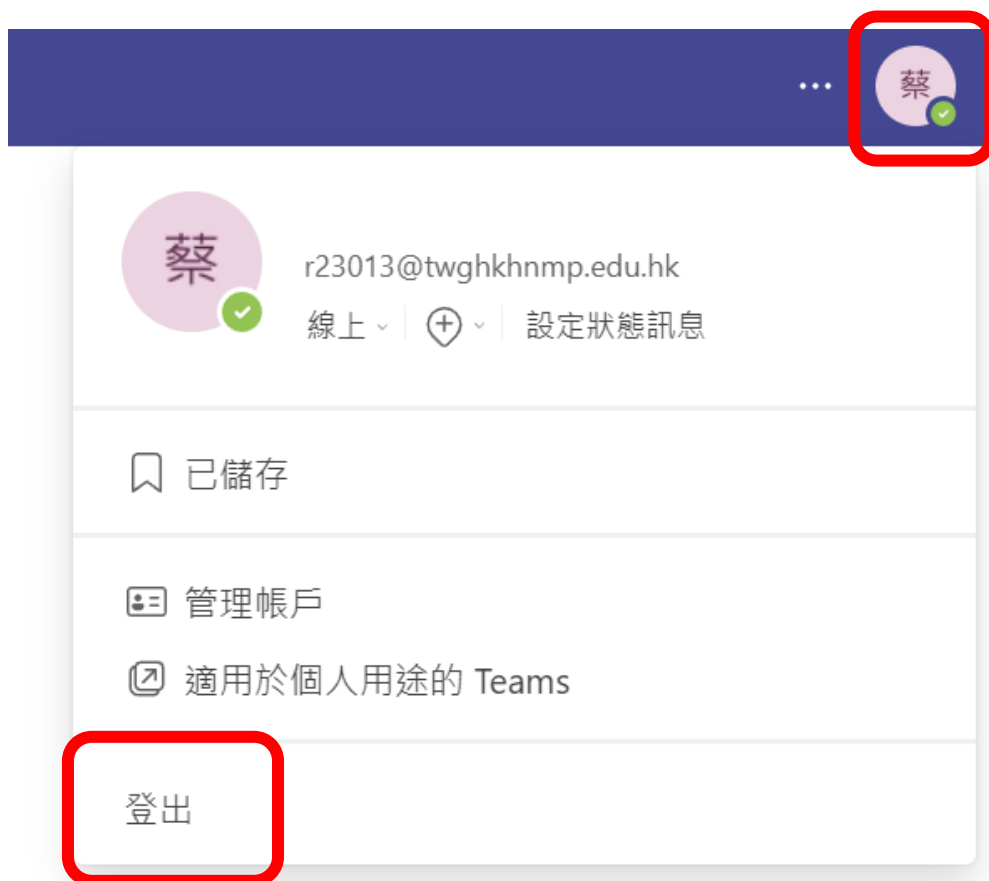 蔡
蔡
r23013@twghkhnmp.edu.hk
線上 設定狀態訊息
已儲存
管理帳戶
適用於個人用途的 Teams
登出